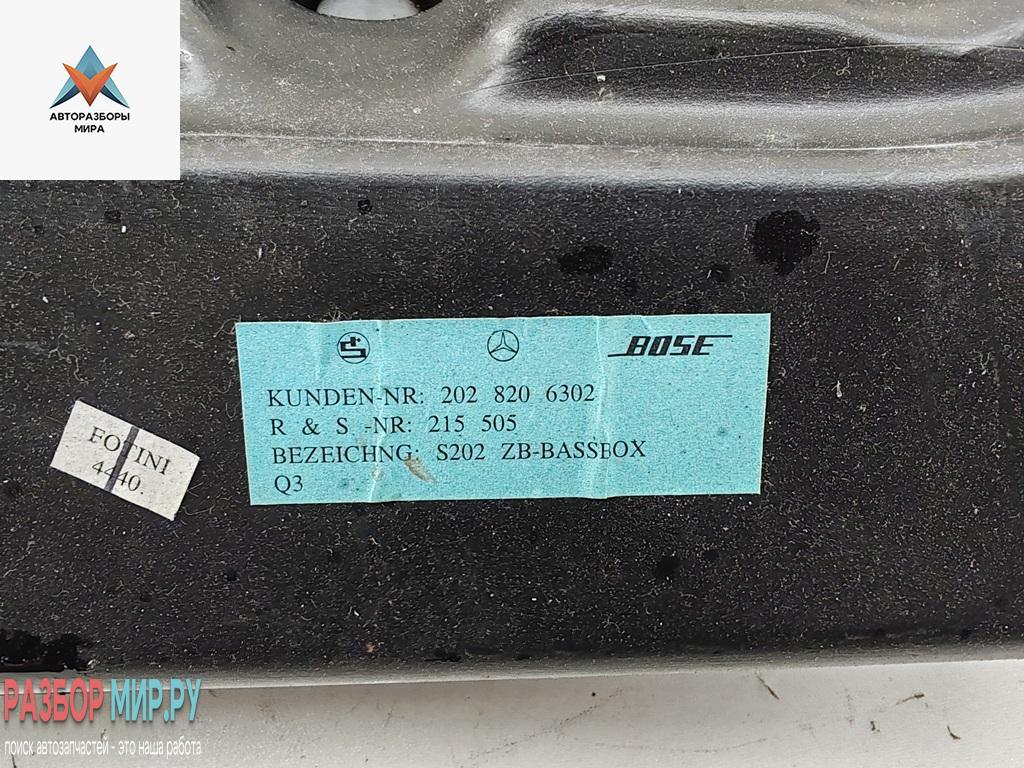 АВТОРАЗБОРЫ
МИРА
BOSE
KUNDEN-NR: 202 820 6302
R & S -NR: 215 505
BEZEICHNG: S202 ZB-BASSBOX
Q3
FOTINI
4440.
РАЗБОР МИР.РУ
поиск автозапчастей - это наша работа